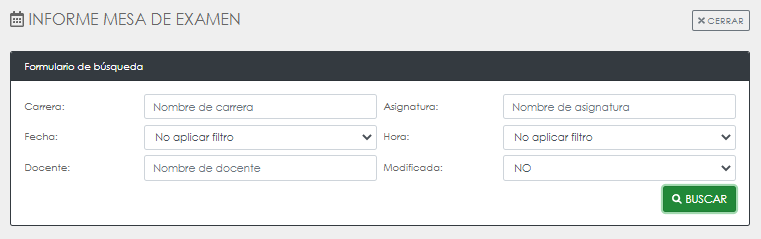 INFORME MESA DE EXAMEN
CERRAR
Formulario de búsqueda
Carrera: Nombre de carrera Asignatura: Nombre de asignatura
Fecha: No aplicar filtro Hora: No aplicar filtro
Docente: Nombre de docente Modificada: NO
BUSCAR